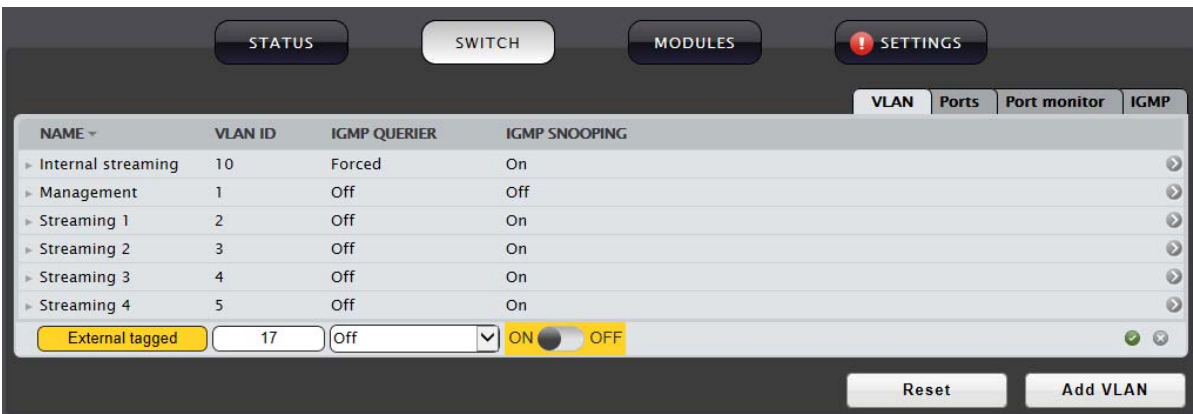 STATUS SWITCH MODULES ! SETTINGS
VLAN Ports Port monitor IGMP
NAME VLAN ID IGMP QUERIER IGMP SNOOPING
Internal streaming 10 Forced On
Management 1 Off Off
Streaming 1 2 Off On
Streaming 2 3 Off On
Streaming 3 4 Off On
Streaming 4 5 Off On
External tagged 17 Off ON OFF
Reset Add VLAN